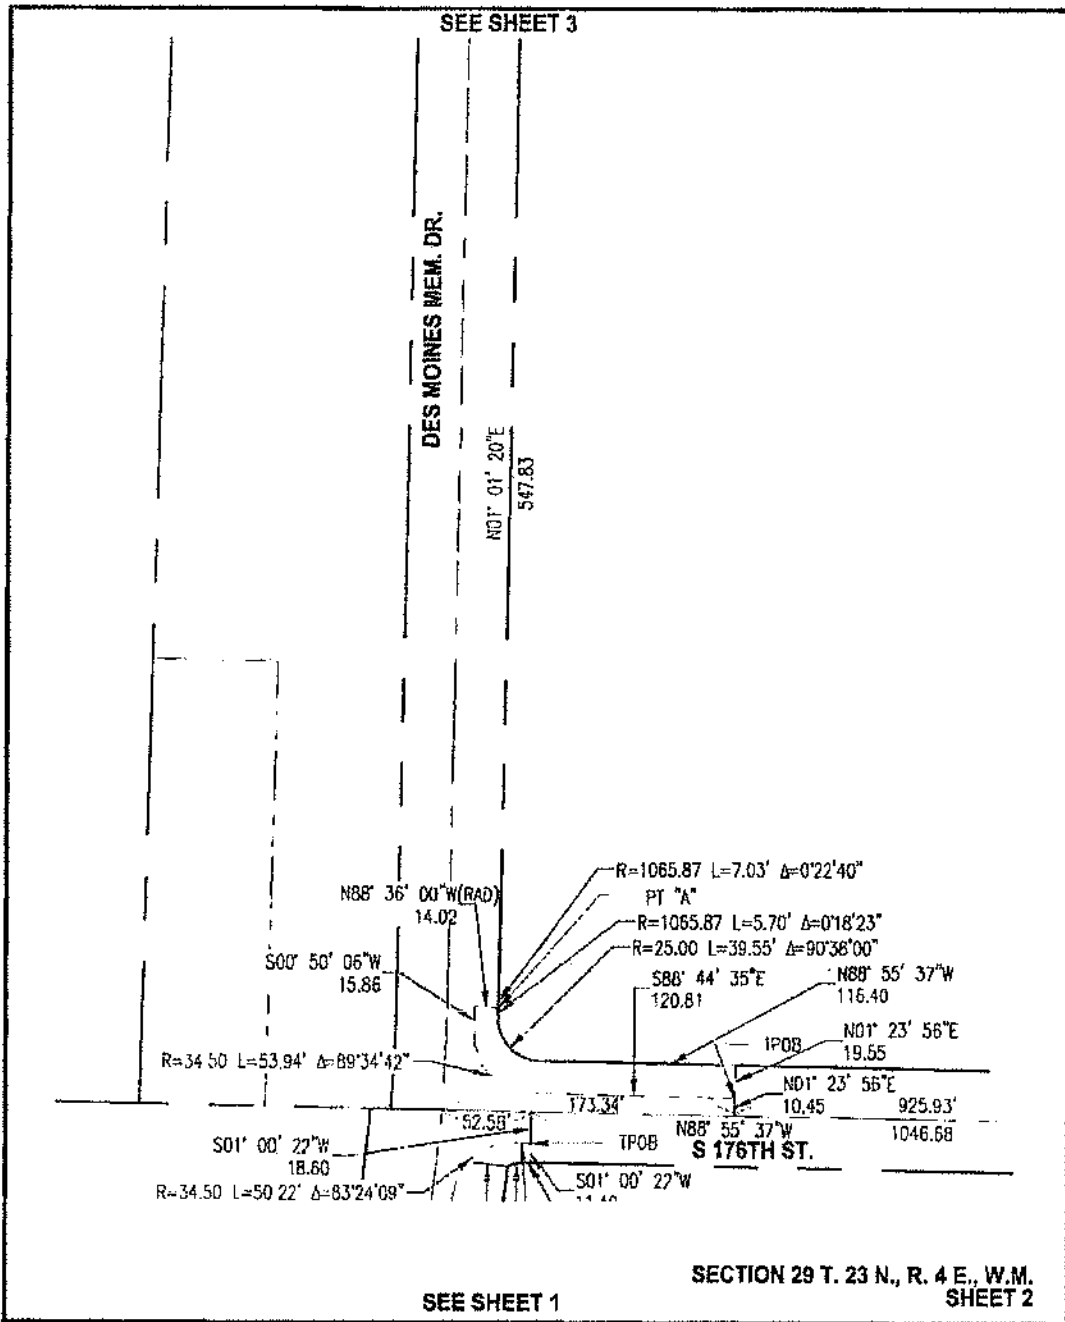 SEE SHEET 3
DES MOINES MEM. DR.
N01° 01' 20"E
547.83
R=1065.87 L=7.03' Δ=0°22'40"
PT "A"
N88° 36' 00"W(RAD)
14.02
R=1065.87 L=5.70' Δ=0°18'23"
R=25.00 L=39.55' Δ=90°38'00"
S00° 50' 06"W
15.86
S88° 44' 35"E
120.81
N88° 55' 37"W
116.40
N01° 23' 56"E
19.55
TPOB
R=34.50 L=53.94' Δ=89°34'42"
N01° 23' 56"E
10.45
173.34'
925.93'
52.58'
N88° 55' 37"W
1046.68
S01° 00' 22"W
18.60
TPOB
S 176TH ST.
R=34.50 L=50.22' Δ=83°24'09"
S01° 00' 22"W
SECTION 29 T. 23 N., R. 4 E., W.M.
SHEET 2
SEE SHEET 1